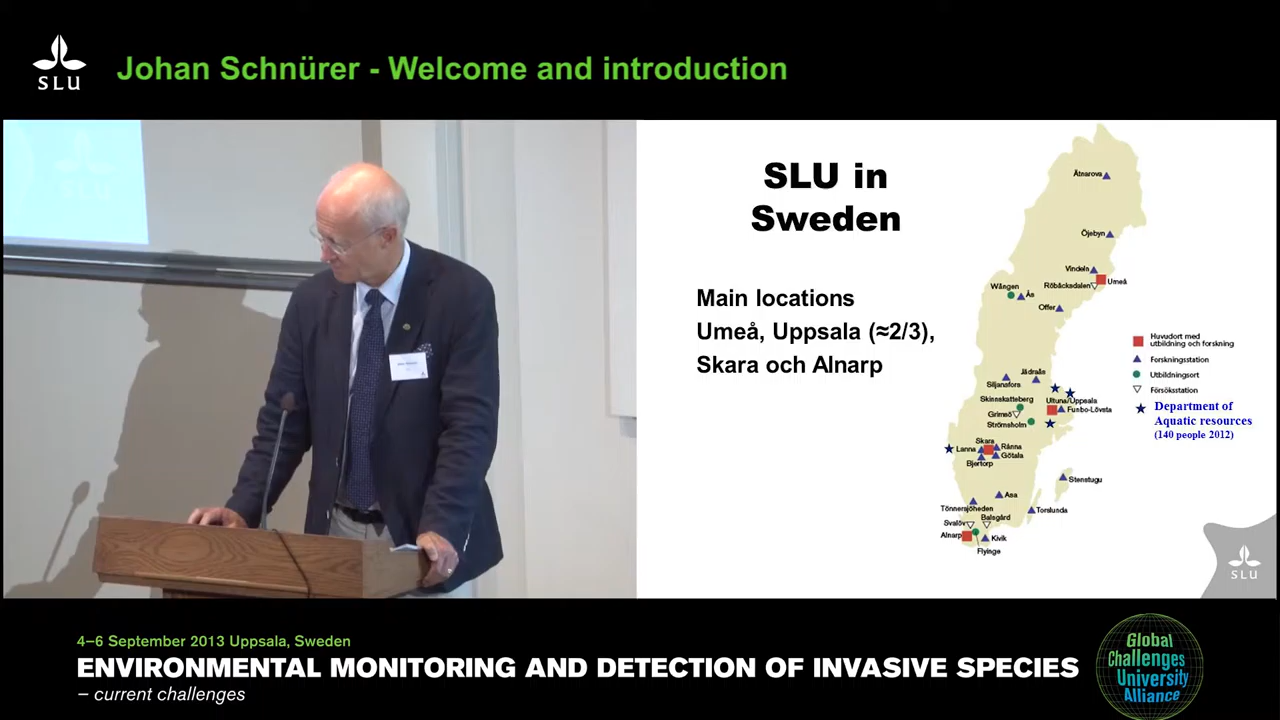 SLU
Johan Schnürer - Welcome and introduction
SLU in
Sweden
Main locations
Umeå, Uppsala (≈2/3),
Skara och Alnarp
Ätnarova
Öjebyn
Vindeln
Röbäcksdalen
Umeå
Wången
Ås
Offer
Siljansfors
Jädraås
Skinnskatteberg
Grimsö
Strömsholm
Ultuna/Uppsala
Funbo-Lövsta
Skara
Lanna
Rånna
Götala
Bjertorp
Stenstugu
Asa
Tönnersjöheden
Torslunda
Svalöv
Balsgård
Alnarp
Kivik
Flyinge
Huvudort med
utbildning och forskning
Forskningsstation
Utbildningsort
Försöksstation
Department of
Aquatic resources
(140 people 2012)
SLU
4–6 September 2013 Uppsala, Sweden
ENVIRONMENTAL MONITORING AND DETECTION OF INVASIVE SPECIES
– current challenges
Global
Challenges
University
Alliance